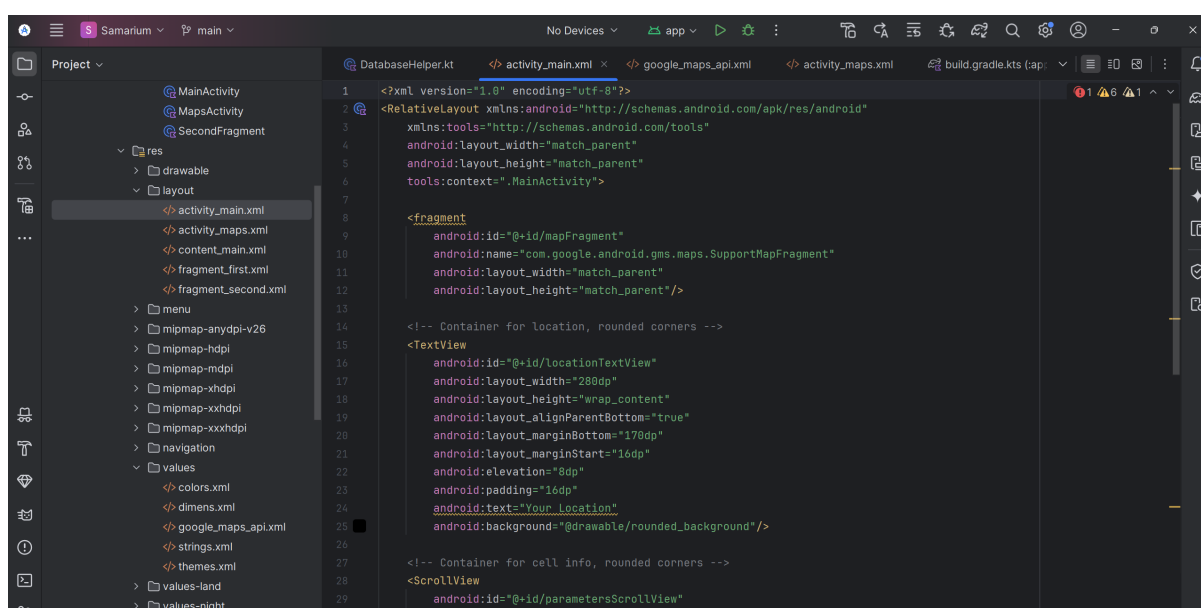 S Samarium main No Devices app
Project
DatabaseHelper.kt activity_main.xml google_maps_api.xml activity_maps.xml build.gradle.kts (:app
MainActivity
MapsActivity
SecondFragment
res
drawable
layout
activity_main.xml
activity_maps.xml
content_main.xml
fragment_first.xml
fragment_second.xml
menu
mipmap-anydpi-v26
mipmap-hdpi
mipmap-mdpi
mipmap-xhdpi
mipmap-xxhdpi
mipmap-xxxhdpi
navigation
values
colors.xml
dimens.xml
google_maps_api.xml
strings.xml
themes.xml
values-land
values-night
1 6 1
1 <?xml version="1.0" encoding="utf-8"?>
2 <RelativeLayout xmlns:android="http://schemas.android.com/apk/res/android"
3 xmlns:tools="http://schemas.android.com/tools"
4 android:layout_width="match_parent"
5 android:layout_height="match_parent"
6 tools:context=".MainActivity">
7
8 <fragment
9 android:id="@+id/mapFragment"
10 android:name="com.google.android.gms.maps.SupportMapFragment"
11 android:layout_width="match_parent"
12 android:layout_height="match_parent"/>
13
14 <!-- Container for location, rounded corners -->
15 <TextView
16 android:id="@+id/locationTextView"
17 android:layout_width="280dp"
18 android:layout_height="wrap_content"
19 android:layout_alignParentBottom="true"
20 android:layout_marginBottom="170dp"
21 android:layout_marginStart="16dp"
22 android:elevation="8dp"
23 android:padding="16dp"
24 android:text="Your Location"
25 android:background="@drawable/rounded_background"/>
26
27 <!-- Container for cell info, rounded corners -->
28 <ScrollView
29 android:id="@+id/parametersScrollView"